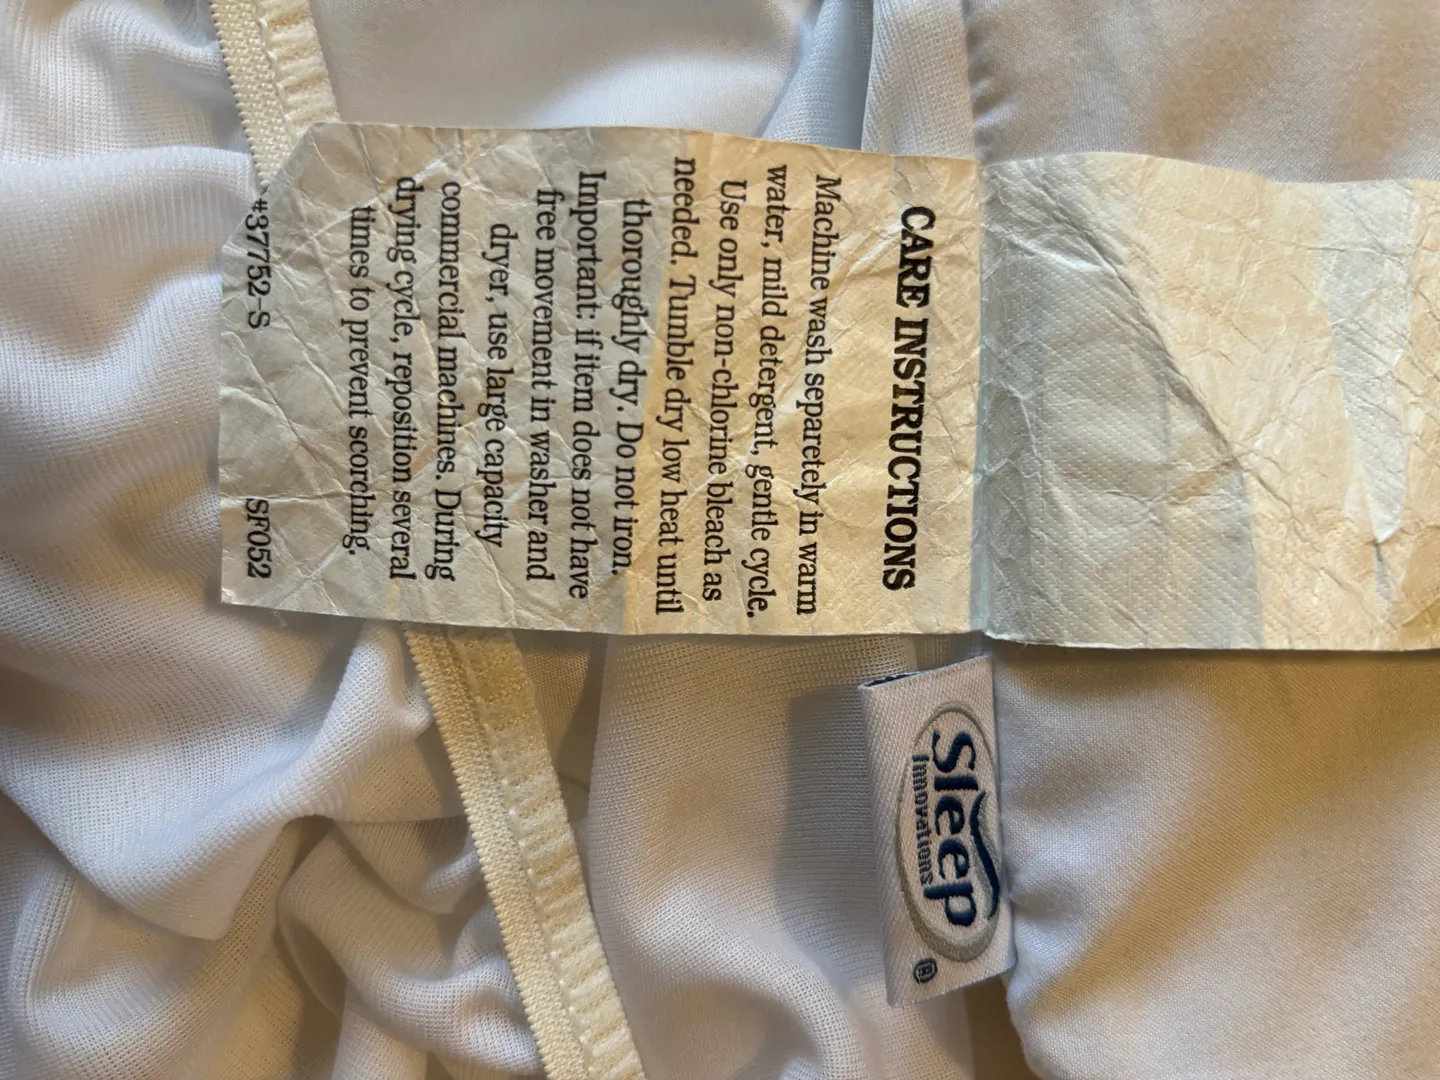 CARE INSTRUCTIONS
Machine wash separetely in warm
water, mild detergent, gentle cycle.
Use only non-chlorine bleach as
needed. Tumble dry low heat until
thoroughly dry. Do not iron.
Important: if item does not have
free movement in washer and
dryer, use large capacity
commercial machines. During
drying cycle, reposition several
times to prevent scorching.
#37752-S SF052
Sleep
Innovations
®